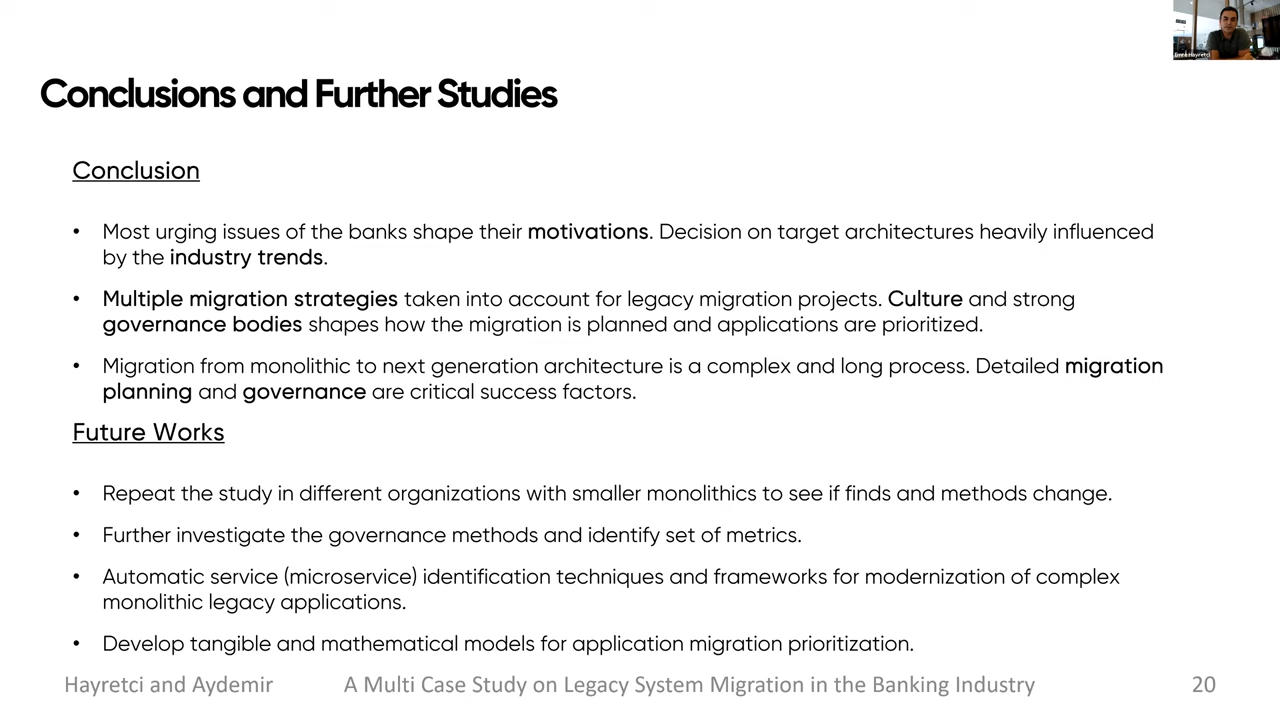 Emre Hayretci
Conclusions and Further Studies
Conclusion
• Most urging issues of the banks shape their motivations. Decision on target architectures heavily influenced
by the industry trends.
• Multiple migration strategies taken into account for legacy migration projects. Culture and strong
governance bodies shapes how the migration is planned and applications are prioritized.
• Migration from monolithic to next generation architecture is a complex and long process. Detailed migration
planning and governance are critical success factors.
Future Works
• Repeat the study in different organizations with smaller monolithics to see if finds and methods change.
• Further investigate the governance methods and identify set of metrics.
• Automatic service (microservice) identification techniques and frameworks for modernization of complex
monolithic legacy applications.
• Develop tangible and mathematical models for application migration prioritization.
Hayretci and Aydemir A Multi Case Study on Legacy System Migration in the Banking Industry 20